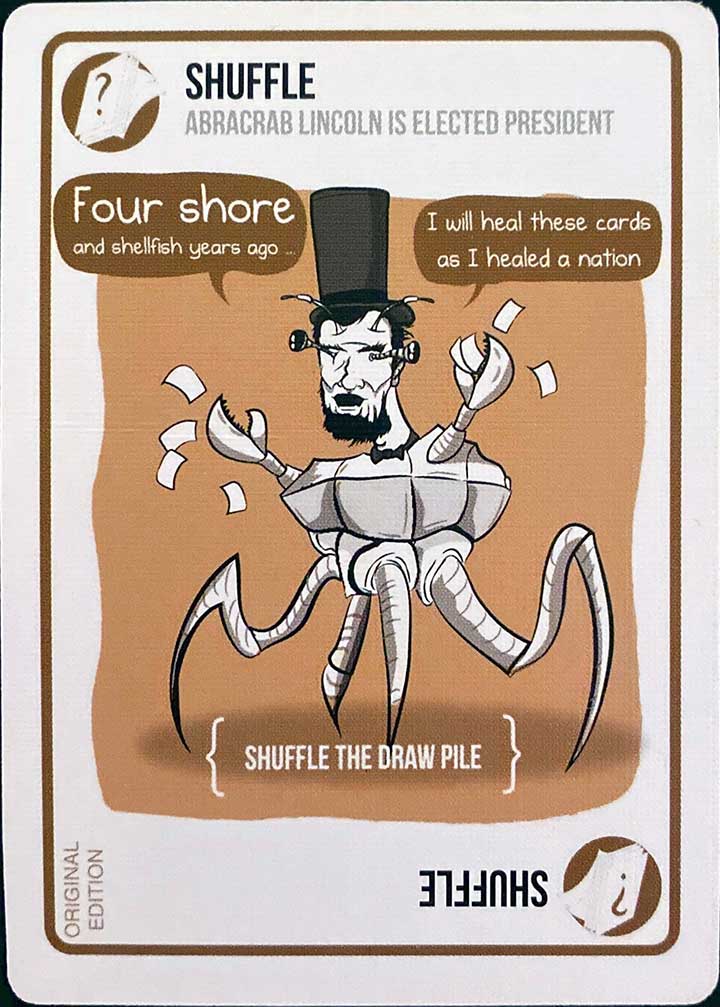 ?
SHUFFLE
ABRACRAB LINCOLN IS ELECTED PRESIDENT
Four shore
and shellfish years ago ...
I will heal these cards
as I healed a nation
{ SHUFFLE THE DRAW PILE }
ORIGINAL
EDITION
SHUFFLE
?